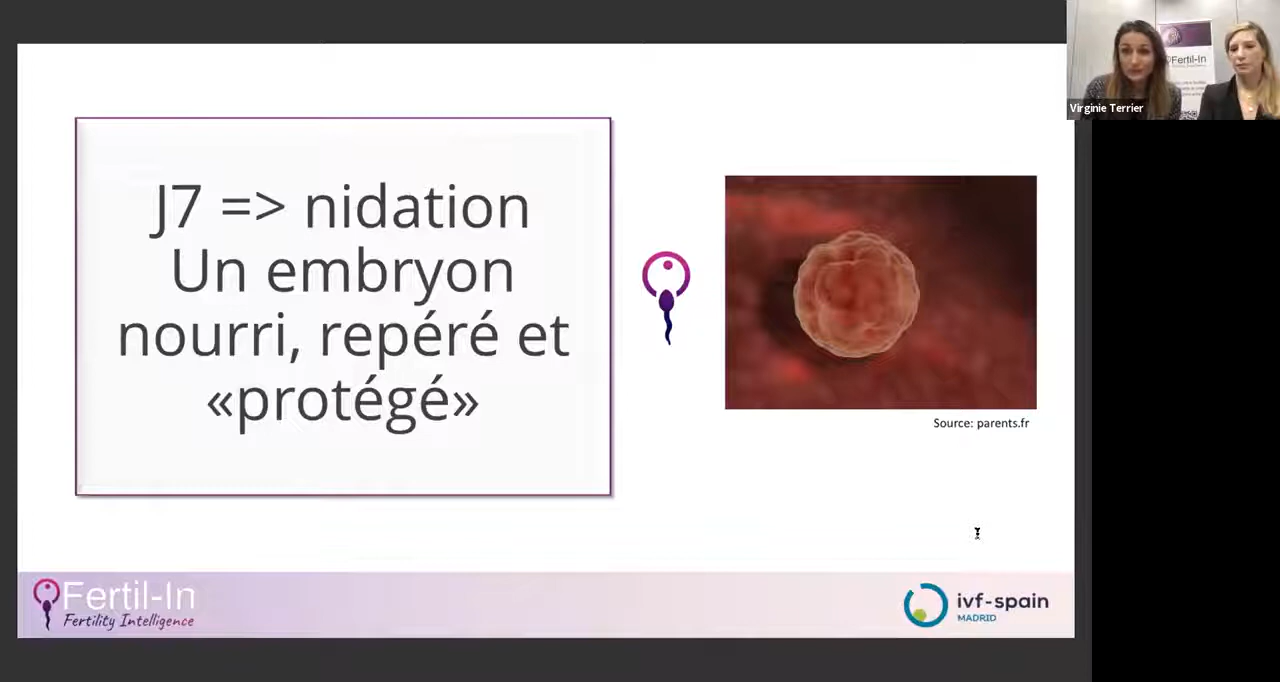 Fertil-In
Virginie Terrier
J7 => nidation
Un embryon
nourri, repéré et
«protégé»
Source: parents.fr
Fertil-In
Fertility Intelligence
ivf-spain
MADRID